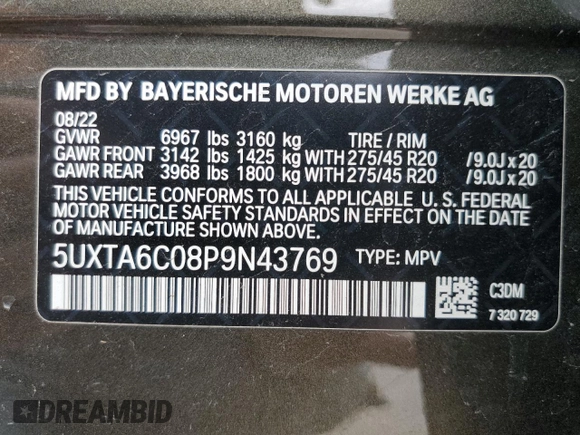 MFD BY BAYERISCHE MOTOREN WERKE AG
08/22
GVWR 6967 lbs 3160 kg TIRE / RIM
GAWR FRONT 3142 lbs 1425 kg WITH 275/45 R20 /9.0J x 20
GAWR REAR 3968 lbs 1800 kg WITH 275/45 R20 /9.0J x 20
THIS VEHICLE CONFORMS TO ALL APPLICABLE U. S. FEDERAL
MOTOR VEHICLE SAFETY STANDARDS IN EFFECT ON THE DATE OF
MANUFACTURE SHOWN ABOVE.
5UXTA6C08P9N43769 TYPE: MPV
C3DM
7 320 729
DREAMBID